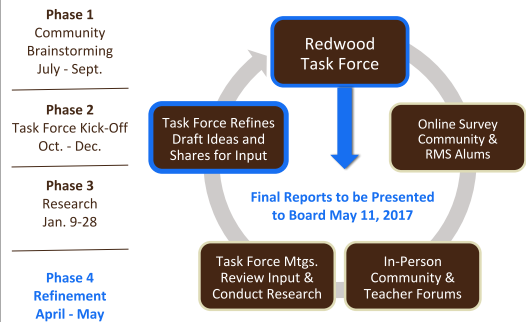 Phase 1
Community
Brainstorming
July - Sept.
Phase 2
Task Force Kick-Off
Oct. - Dec.
Phase 3
Research
Jan. 9-28
Phase 4
Refinement
April - May
Redwood
Task Force
Online Survey
Community &
RMS Alums
In-Person
Community &
Teacher Forums
Task Force Mtgs.
Review Input &
Conduct Research
Task Force Refines
Draft Ideas and
Shares for Input
Final Reports to be Presented
to Board May 11, 2017